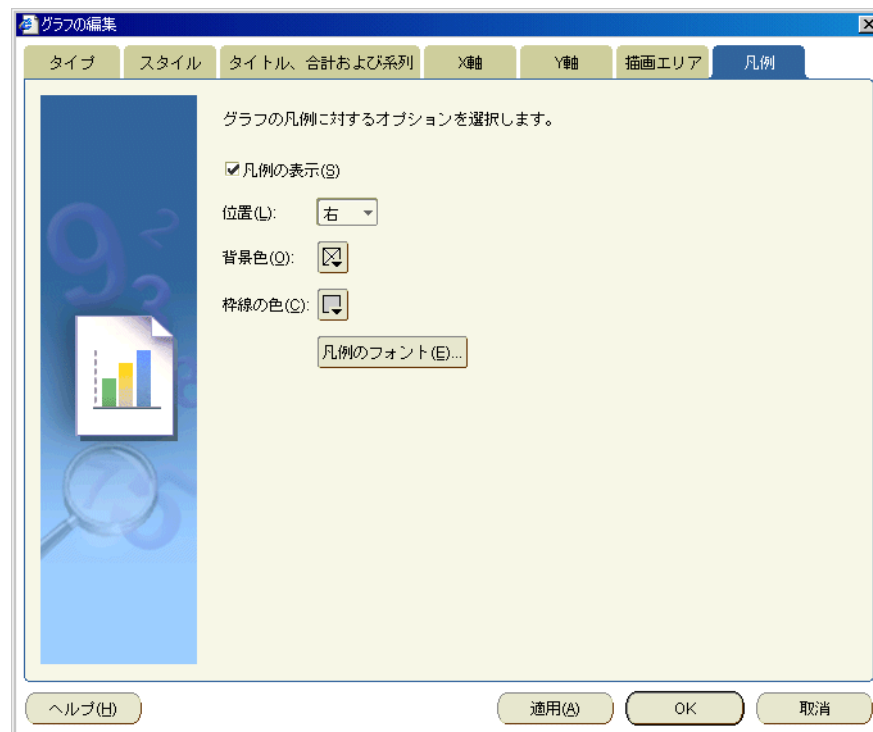 グラフの編集
タイプ スタイル タイトル、合計および系列 X軸 Y軸 描画エリア 凡例
グラフの凡例に対するオプションを選択します。
凡例の表示(S)
位置(L): 右
背景色(O):
枠線の色(C):
凡例のフォント(E)...
ヘルプ(H) 適用(A) OK 取消